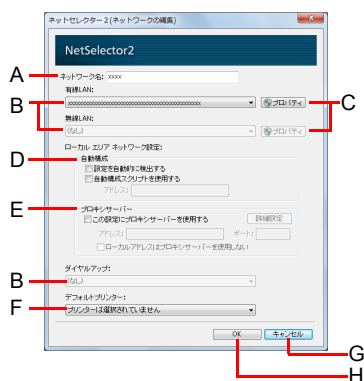 ネットセレクター2(ネットワークの編集)
NetSelector2
A
ネットワーク名: xxxx
有線LAN:
B
xxxxxxxxxxxxxxxxxxxxxxxxxxxxxxxxxxxxxxxx
プロパティ
C
無線LAN:
(なし)
プロパティ
ローカル エリア ネットワーク設定:
D
自動構成
設定を自動的に検出する
自動構成スクリプトを使用する
アドレス:
E
プロキシサーバー
この設定にプロキシサーバーを使用する
詳細設定
アドレス:
ポート:
ローカルアドレスはプロキシサーバーを使用しない
ダイヤルアップ:
B
(なし)
デフォルトプリンター:
F
プリンターは選択されていません
OK
キャンセル
G
H